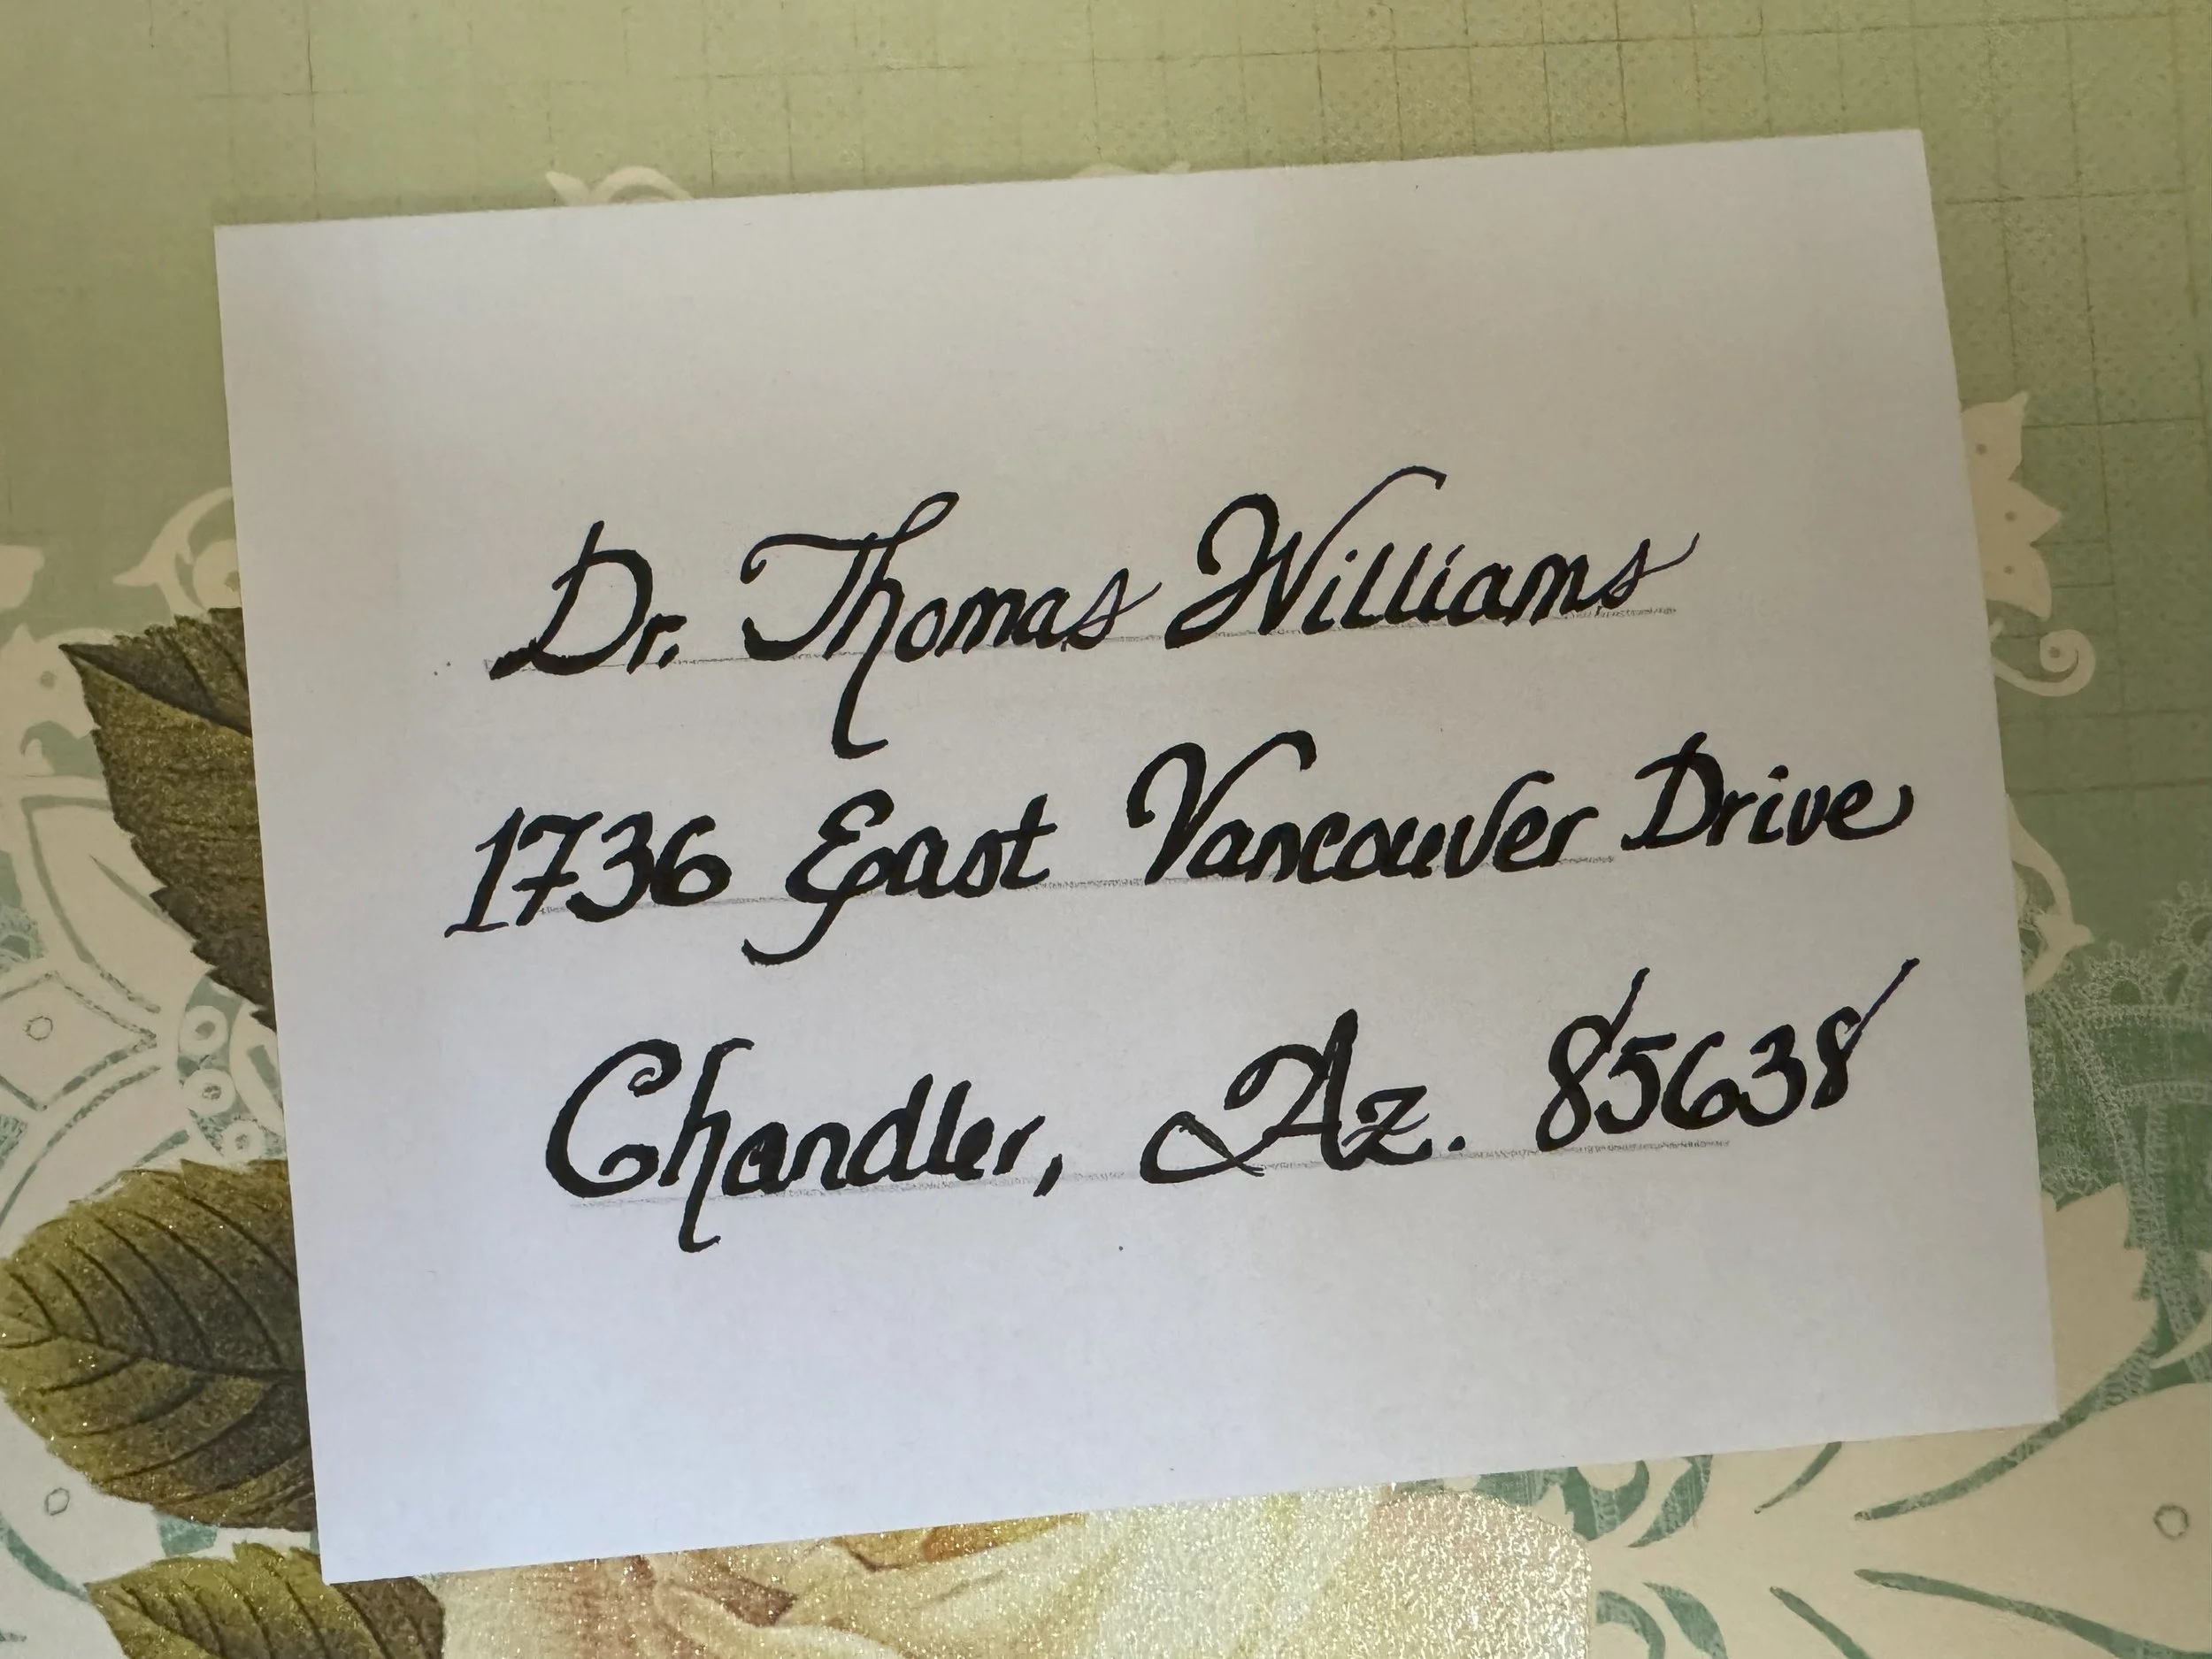 Dr. Thomas Williams
1736 East Vancouver Drive
Chandler, Az. 85638